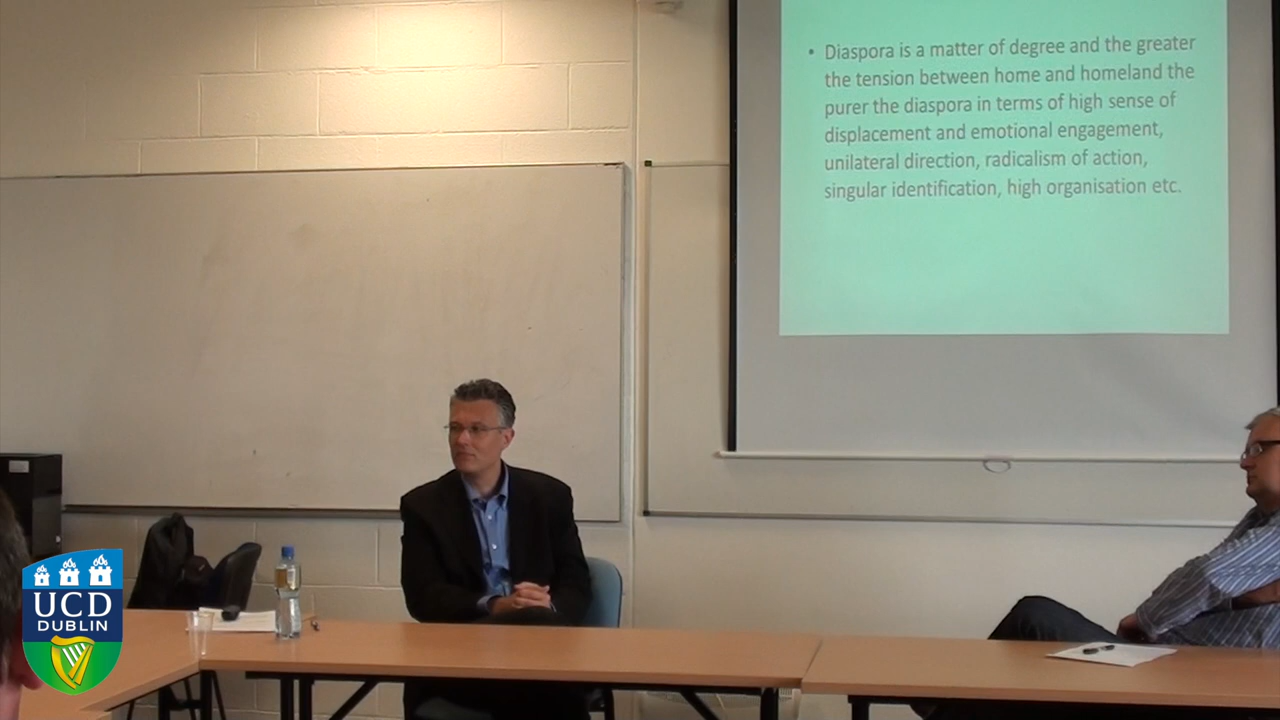 • Diaspora is a matter of degree and the greater
the tension between home and homeland the
purer the diaspora in terms of high sense of
displacement and emotional engagement,
unilateral direction, radicalism of action,
singular identification, high organisation etc.
UCD
DUBLIN